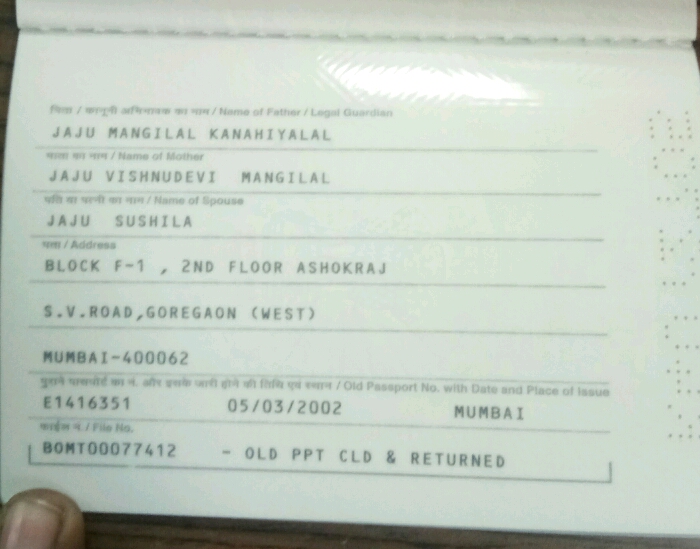 पिता / कानूनी अभिभावक का नाम / Name of Father / Legal Guardian
JAJU MANGILAL KANAHIYALAL
माता का नाम / Name of Mother
JAJU VISHNUDEVI MANGILAL
पति या पत्नी का नाम / Name of Spouse
JAJU SUSHILA
पता / Address
BLOCK F-1 , 2ND FLOOR ASHOKRAJ
S.V.ROAD,GOREGAON (WEST)
MUMBAI-400062
पुराने पासपोर्ट का नं. और इसके जारी होने की तिथि एवं स्थान / Old Passport No. with Date and Place of Issue
E1416351 05/03/2002 MUMBAI
फाईल नं. / File No.
BOMT00077412 - OLD PPT CLD & RETURNED